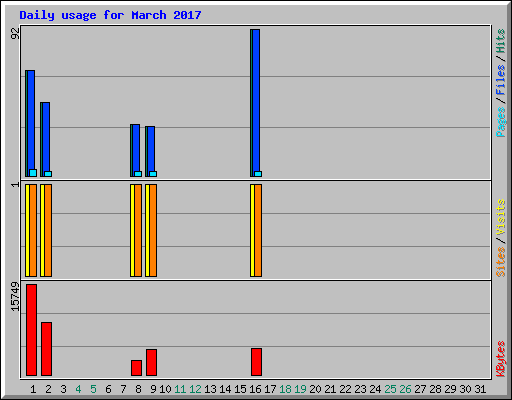 Daily usage for March 2017
92
Pages/Files/Hits
1
Sites/Visits
15749
KBytes
1 2 3 4 5 6 7 8 9 10 11 12 13 14 15 16 17 18 19 20 21 22 23 24 25 26 27 28 29 30 31